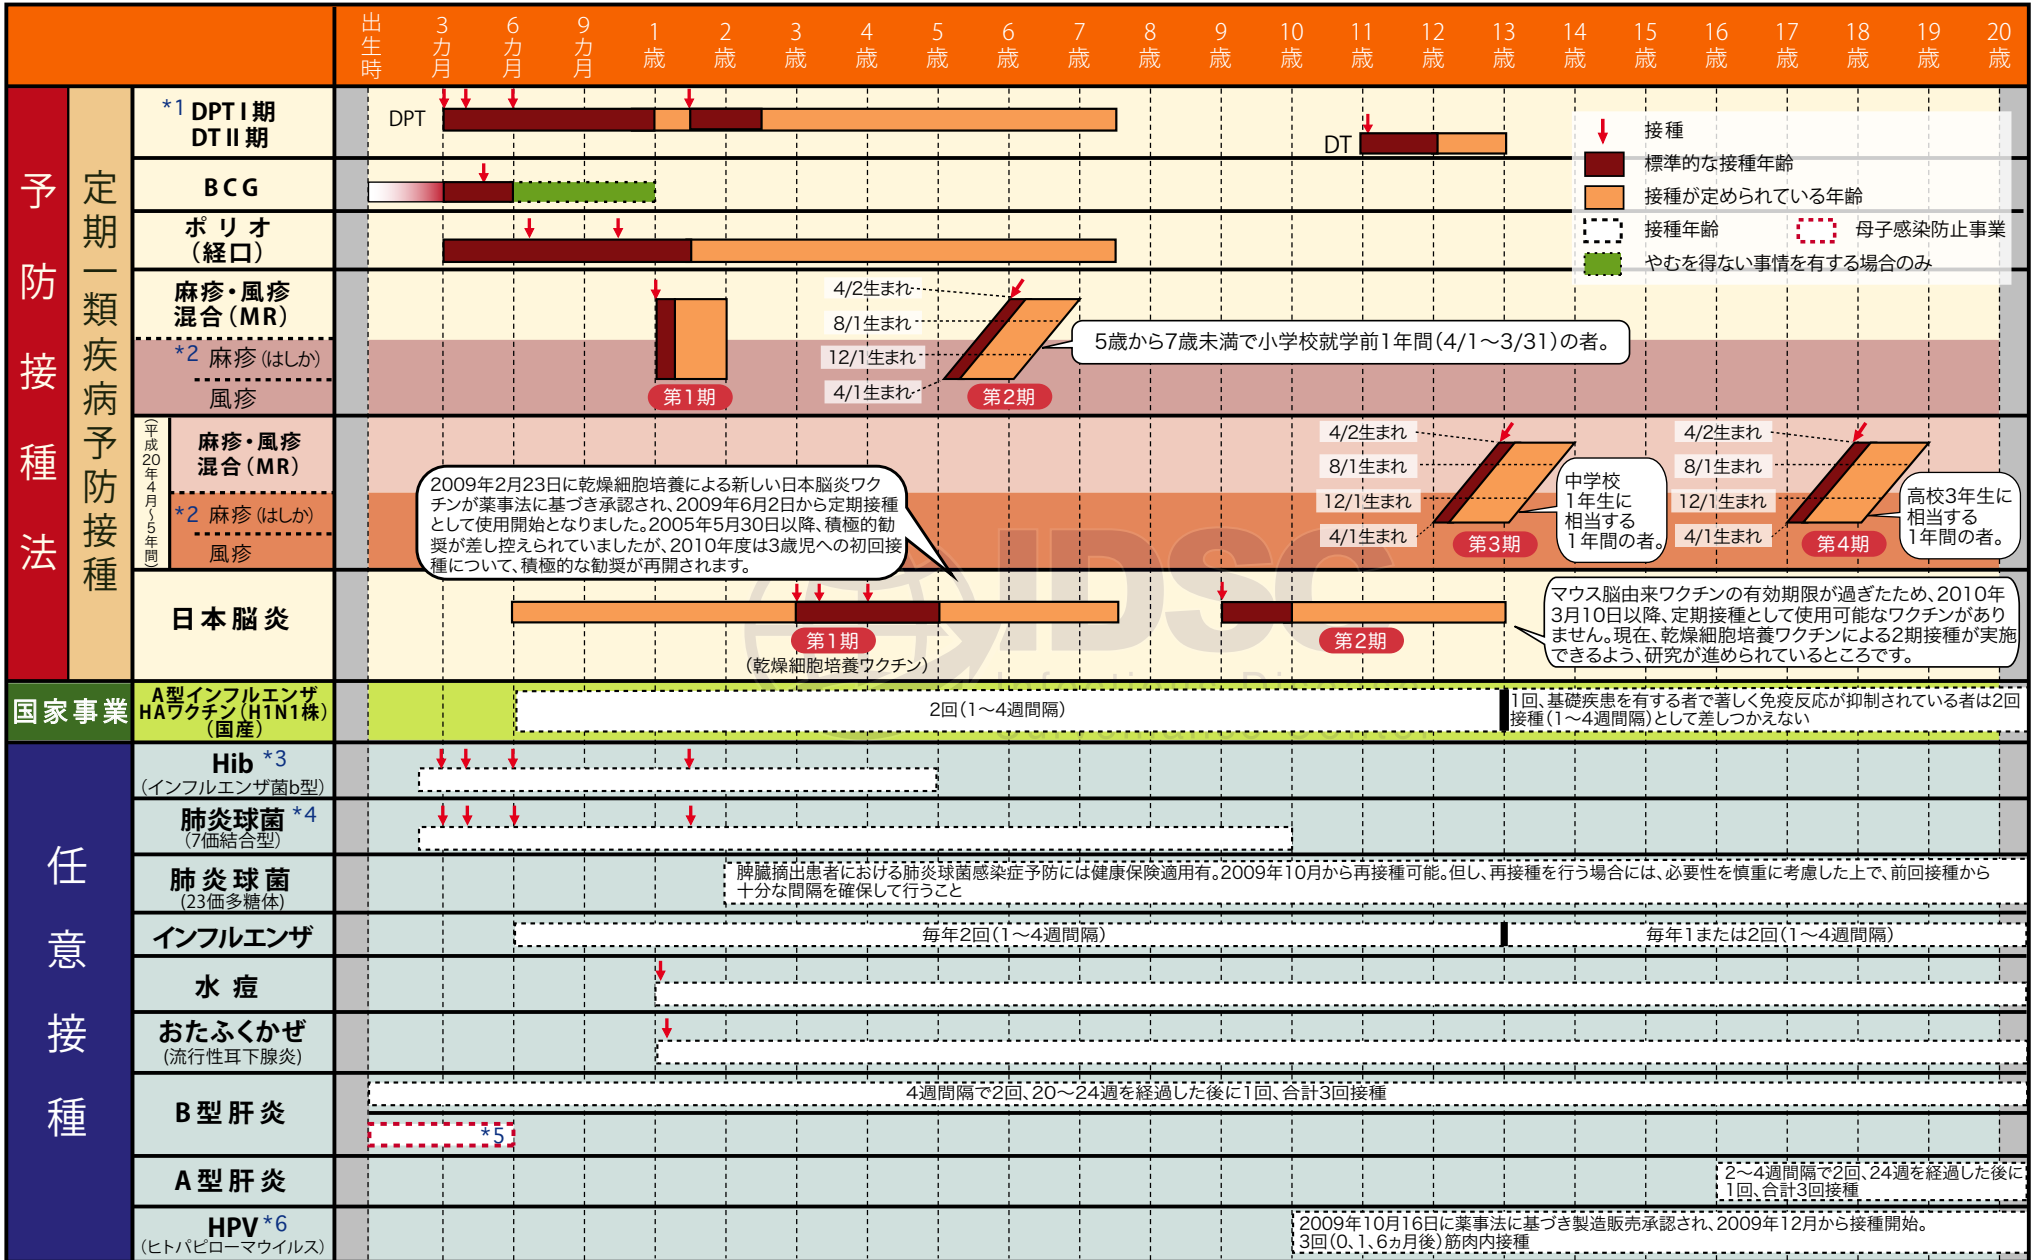 出生時 3カ月 6カ月 9カ月 1歳 2歳 3歳 4歳 5歳 6歳 7歳 8歳 9歳 10歳 11歳 12歳 13歳 14歳 15歳 16歳 17歳 18歳 19歳 20歳
予防接種法
定期一類疾病予防接種
*1 DPT I 期
DT II 期
DPT
DT
接種
標準的な接種年齢
接種が定められている年齢
接種年齢
母子感染防止事業
やむを得ない事情を有する場合のみ
BCG
ポリオ
(経口)
麻疹・風疹
混合(MR)
*2 麻疹(はしか)
風疹
第1期
4/2生まれ
8/1生まれ
12/1生まれ
4/1生まれ
第2期
5歳から7歳未満で小学校就学前1年間(4/1〜3/31)の者。
(平成20年4月〜5年間)
麻疹・風疹
混合(MR)
*2 麻疹(はしか)
風疹
2009年2月23日に乾燥細胞培養による新しい日本脳炎ワク
チンが薬事法に基づき承認され、2009年6月2日から定期接種
として使用開始となりました。2005年5月30日以降、積極的勧
奨が差し控えられていましたが、2010年度は3歳児への初回接
種について、積極的な勧奨が再開されます。
4/2生まれ
8/1生まれ
12/1生まれ
4/1生まれ
第3期
中学校
1年生に
相当する
1年間の者。
4/2生まれ
8/1生まれ
12/1生まれ
4/1生まれ
第4期
高校3年生に
相当する
1年間の者。
日本脳炎
第1期
(乾燥細胞培養ワクチン)
第2期
マウス脳由来ワクチンの有効期限が過ぎたため、2010年
3月10日以降、定期接種として使用可能なワクチンがあり
ません。現在、乾燥細胞培養ワクチンによる2期接種が実施
できるよう、研究が進められているところです。
IDSC
国家事業
A型インフルエンザ
HAワクチン(H1N1株)
(国産)
2回(1〜4週間隔)
1回、基礎疾患を有する者で著しく免疫反応が抑制されている者は2回
接種(1〜4週間隔)として差しつかえない
任意接種
Hib *3
(インフルエンザ菌b型)
肺炎球菌 *4
(7価結合型)
肺炎球菌
(23価多糖体)
脾臓摘出患者における肺炎球菌感染症予防には健康保険適用有。2009年10月から再接種可能。但し、再接種を行う場合には、必要性を慎重に考慮した上で、前回接種から
十分な間隔を確保して行うこと
インフルエンザ
毎年2回(1〜4週間隔)
毎年1または2回(1〜4週間隔)
水痘
おたふくかぜ
(流行性耳下腺炎)
B型肝炎
4週間隔で2回、20〜24週を経過した後に1回、合計3回接種
*5
A型肝炎
2〜4週間隔で2回、24週を経過した後に
1回、合計3回接種
HPV *6
(ヒトパピローマウイルス)
2009年10月16日に薬事法に基づき製造販売承認され、2009年12月から接種開始。
3回(0、1、6ヵ月後)筋肉内接種